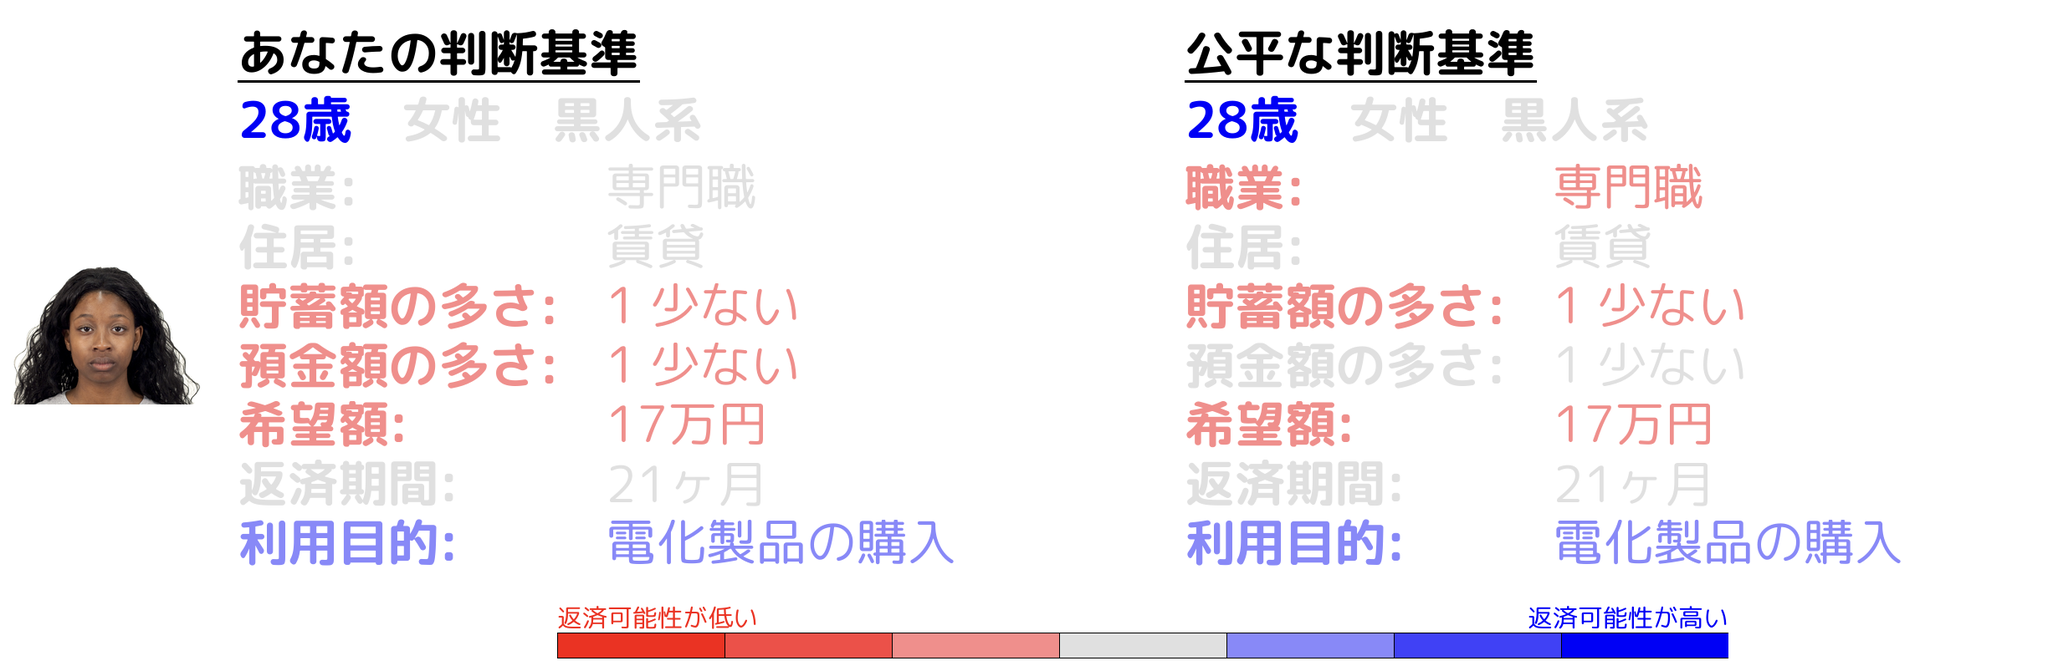 あなたの判断基準
28歳 女性 黒人系
職業: 専門職
住居: 賃貸
貯蓄額の多さ: 1 少ない
預金額の多さ: 1 少ない
希望額: 17万円
返済期間: 21ヶ月
利用目的: 電化製品の購入
公平な判断基準
28歳 女性 黒人系
職業: 専門職
住居: 賃貸
貯蓄額の多さ: 1 少ない
預金額の多さ: 1 少ない
希望額: 17万円
返済期間: 21ヶ月
利用目的: 電化製品の購入
返済可能性が低い
返済可能性が高い